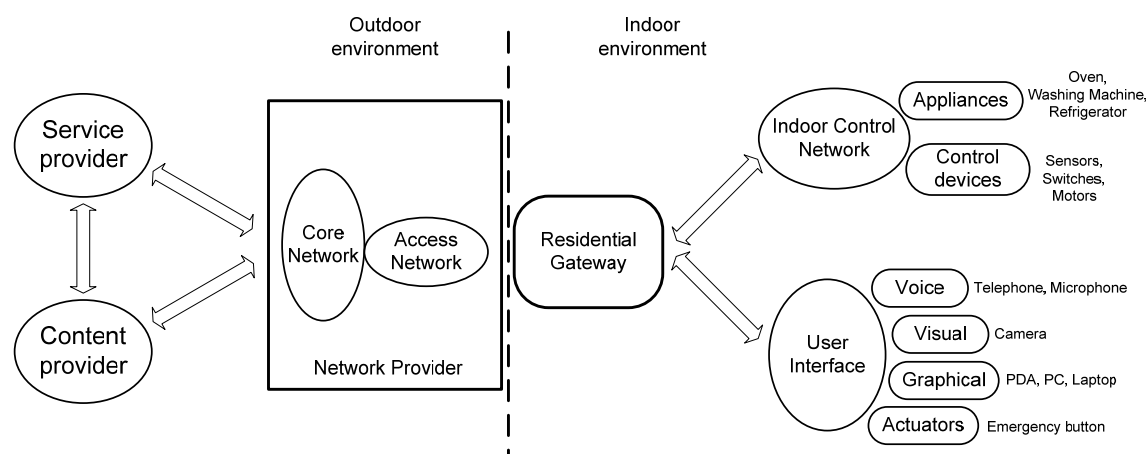 Outdoor
environment
Indoor
environment
Service
provider
Content
provider
Core
Network
Access
Network
Network Provider
Residential
Gateway
Indoor Control
Network
Appliances
Oven,
Washing Machine,
Refrigerator
Control
devices
Sensors,
Switches,
Motors
User
Interface
Voice
Telephone, Microphone
Visual
Camera
Graphical
PDA, PC, Laptop
Actuators
Emergency button